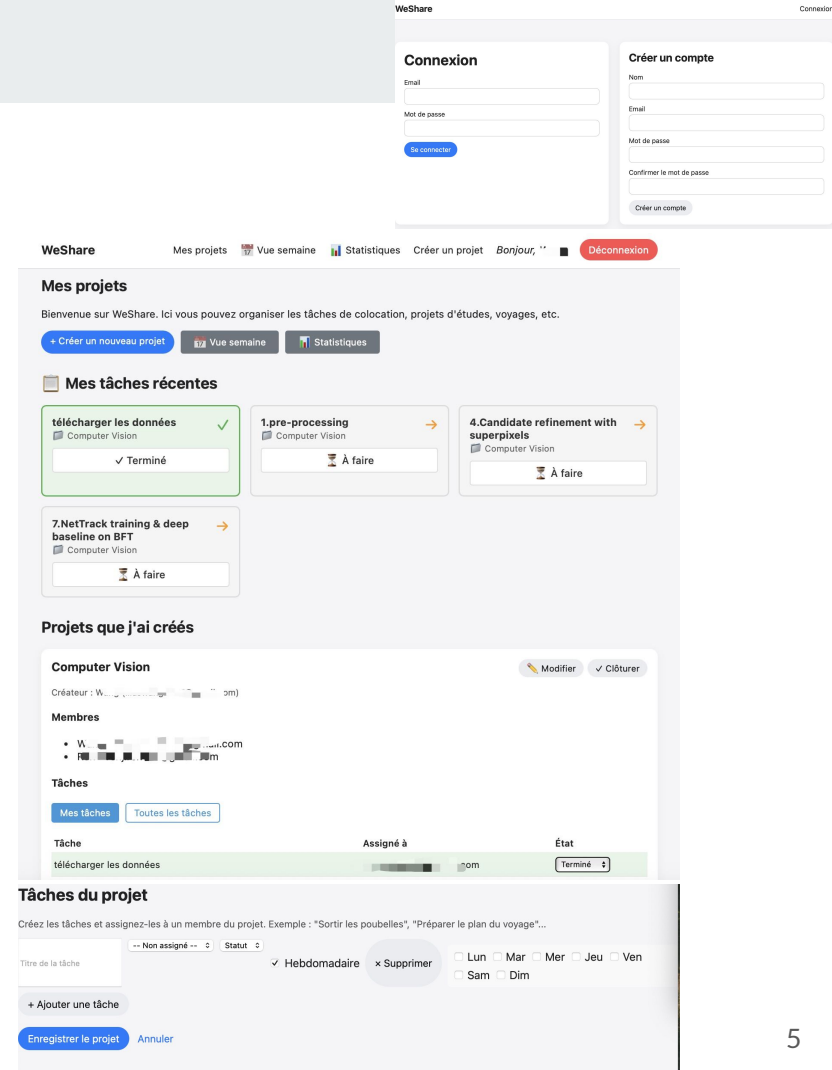 WeShare Connexion
Connexion
Email
Mot de passe
Se connecter
Créer un compte
Nom
Email
Mot de passe
Confirmer le mot de passe
Créer un compte
WeShare Mes projets 📅 Vue semaine 📊 Statistiques Créer un projet Bonjour, Déconnexion
Mes projets
Bienvenue sur WeShare. Ici vous pouvez organiser les tâches de colocation, projets d'études, voyages, etc.
+ Créer un nouveau projet 📅 Vue semaine 📊 Statistiques
📋 Mes tâches récentes
télécharger les données ✓
Computer Vision
✓ Terminé
1.pre-processing →
Computer Vision
⏳ À faire
4.Candidate refinement with →
superpixels
Computer Vision
⏳ À faire
7.NetTrack training & deep →
baseline on BFT
Computer Vision
⏳ À faire
Projets que j'ai créés
Computer Vision ✏️ Modifier ✓ Clôturer
Créateur :
Membres
Tâches
Mes tâches Toutes les tâches
Tâche Assigné à État
télécharger les données Terminé
Tâches du projet
Créez les tâches et assignez-les à un membre du projet. Exemple : "Sortir les poubelles", "Préparer le plan du voyage"...
Titre de la tâche -- Non assigné -- Statut ✓ Hebdomadaire × Supprimer Lun Mar Mer Jeu Ven
Sam Dim
+ Ajouter une tâche
Enregistrer le projet Annuler
5